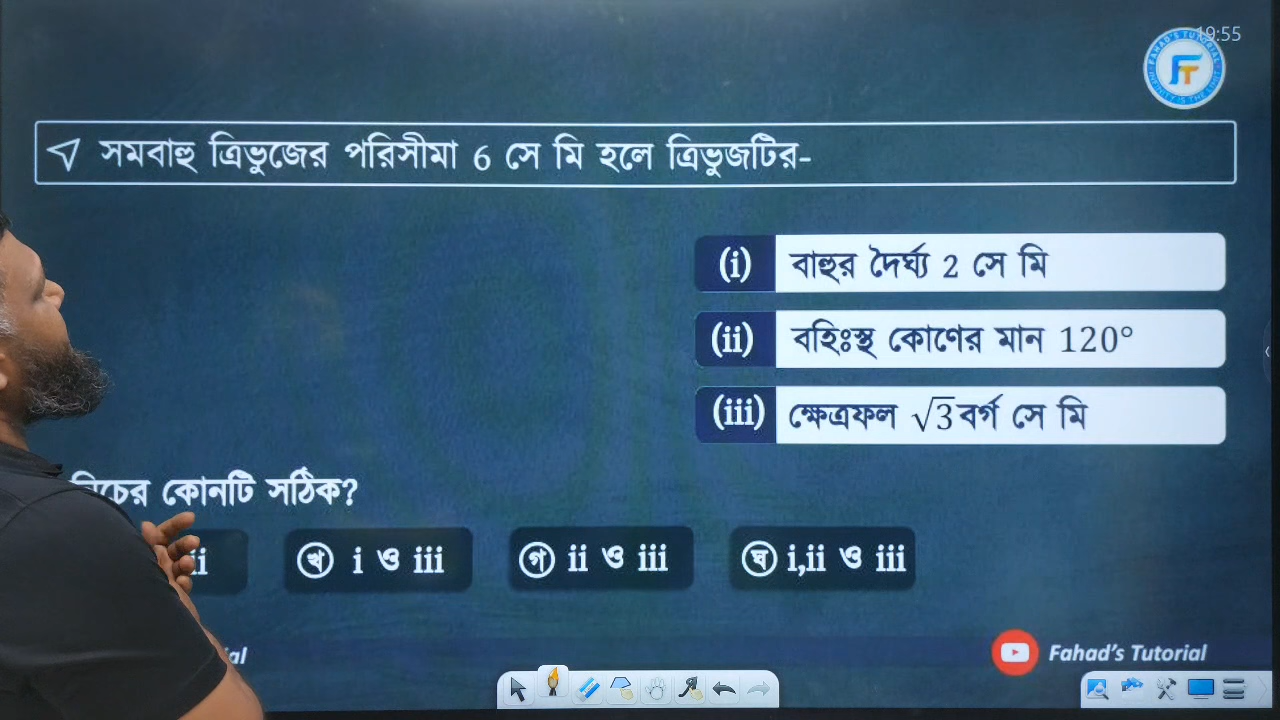 19:55
সমবাহু ত্রিভুজের পরিসীমা 6 সে মি হলে ত্রিভুজটির-
(i) বাহুর দৈর্ঘ্য 2 সে মি
(ii) বহিঃস্থ কোণের মান 120°
(iii) ক্ষেত্রফল √3 বর্গ সে মি
কোনটি সঠিক?
খ i ও iii
গ ii ও iii
ঘ i,ii ও iii
Fahad's Tutorial